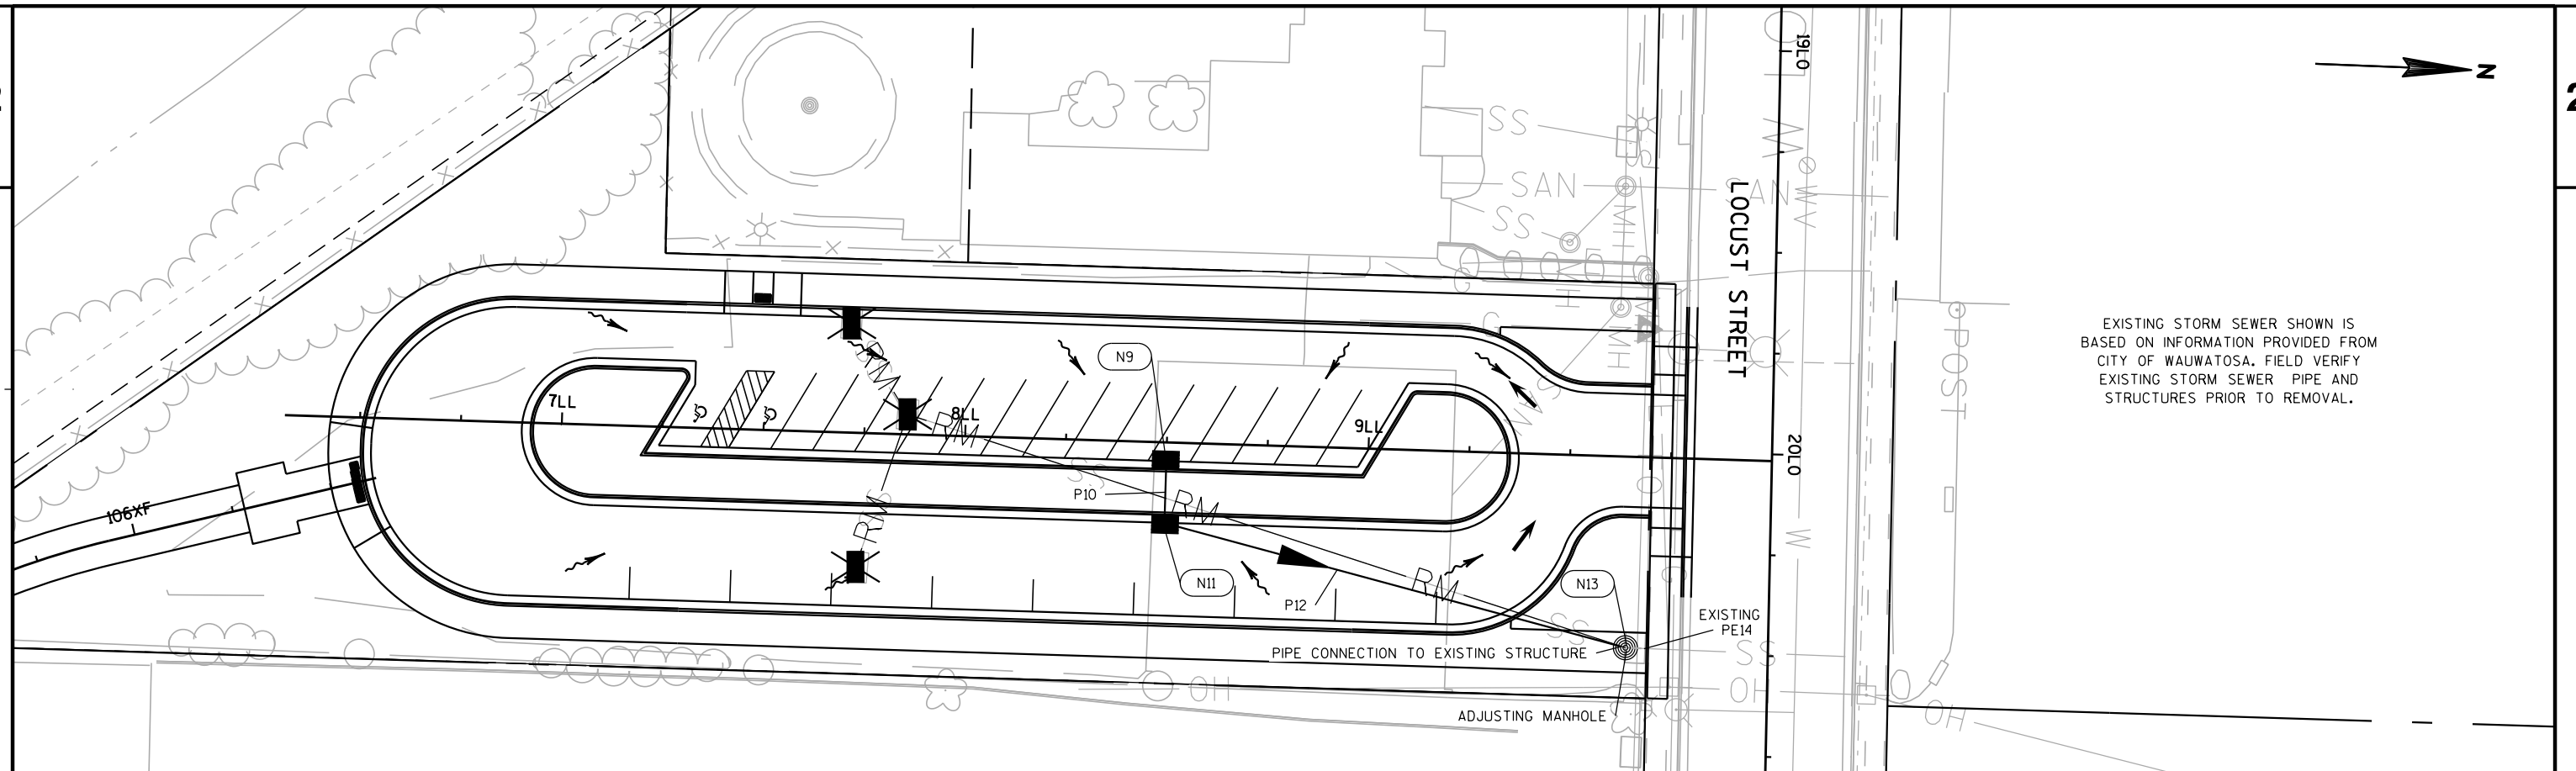 19LO
N
SS
SAN
SAN
SS
LOCUST STREET
W
G
POST
EXISTING STORM SEWER SHOWN IS
BASED ON INFORMATION PROVIDED FROM
CITY OF WAUWATOSA. FIELD VERIFY
EXISTING STORM SEWER PIPE AND
STRUCTURES PRIOR TO REMOVAL.
N9
RM
7LL
8LL
RM
9LL
20LO
SS
P10
RM
RM
106XF
W
N11
P12
RM
N13
SS
EXISTING
PE14
PIPE CONNECTION TO EXISTING STRUCTURE
SS
OH
OH
OH
ADJUSTING MANHOLE